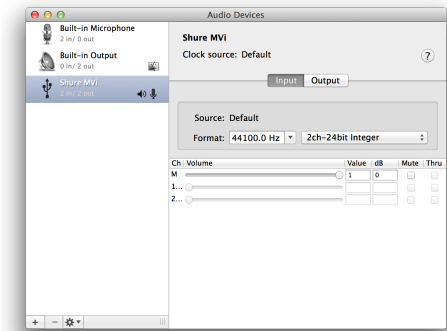 Audio Devices
Built-in Microphone
2 in/ 0 out
Built-in Output
0 in/ 2 out
Shure MVi
2 in/ 2 out
Shure MVi
Clock source: Default
?
Input Output
Source: Default
Format: 44100.0 Hz 2ch-24bit Integer
Ch Volume Value dB Mute Thru
M 1 0
1...
2...